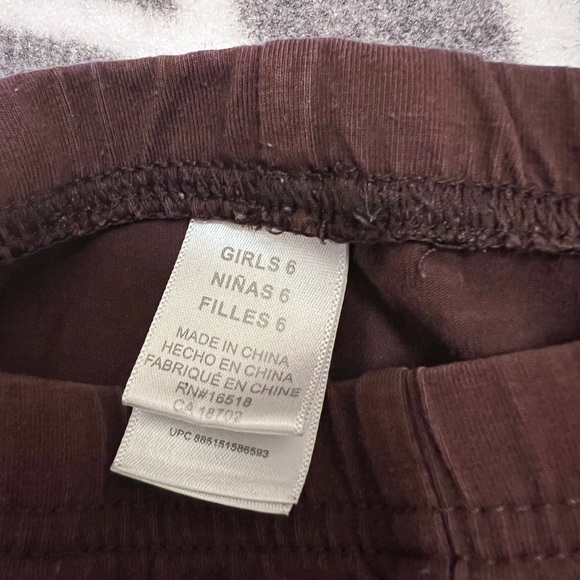 GIRLS 6
NIÑAS 6
FILLES 6
MADE IN CHINA
HECHO EN CHINA
FABRIQUÉ EN CHINE
RN#16518
CA 18702
UPC 865151586593